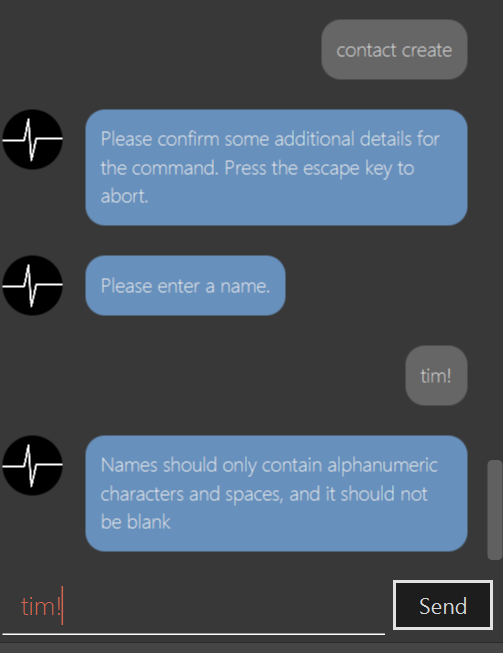 contact create
Please confirm some additional details for
the command. Press the escape key to
abort.
Please enter a name.
tim!
Names should only contain alphanumeric
characters and spaces, and it should not
be blank
tim!
Send